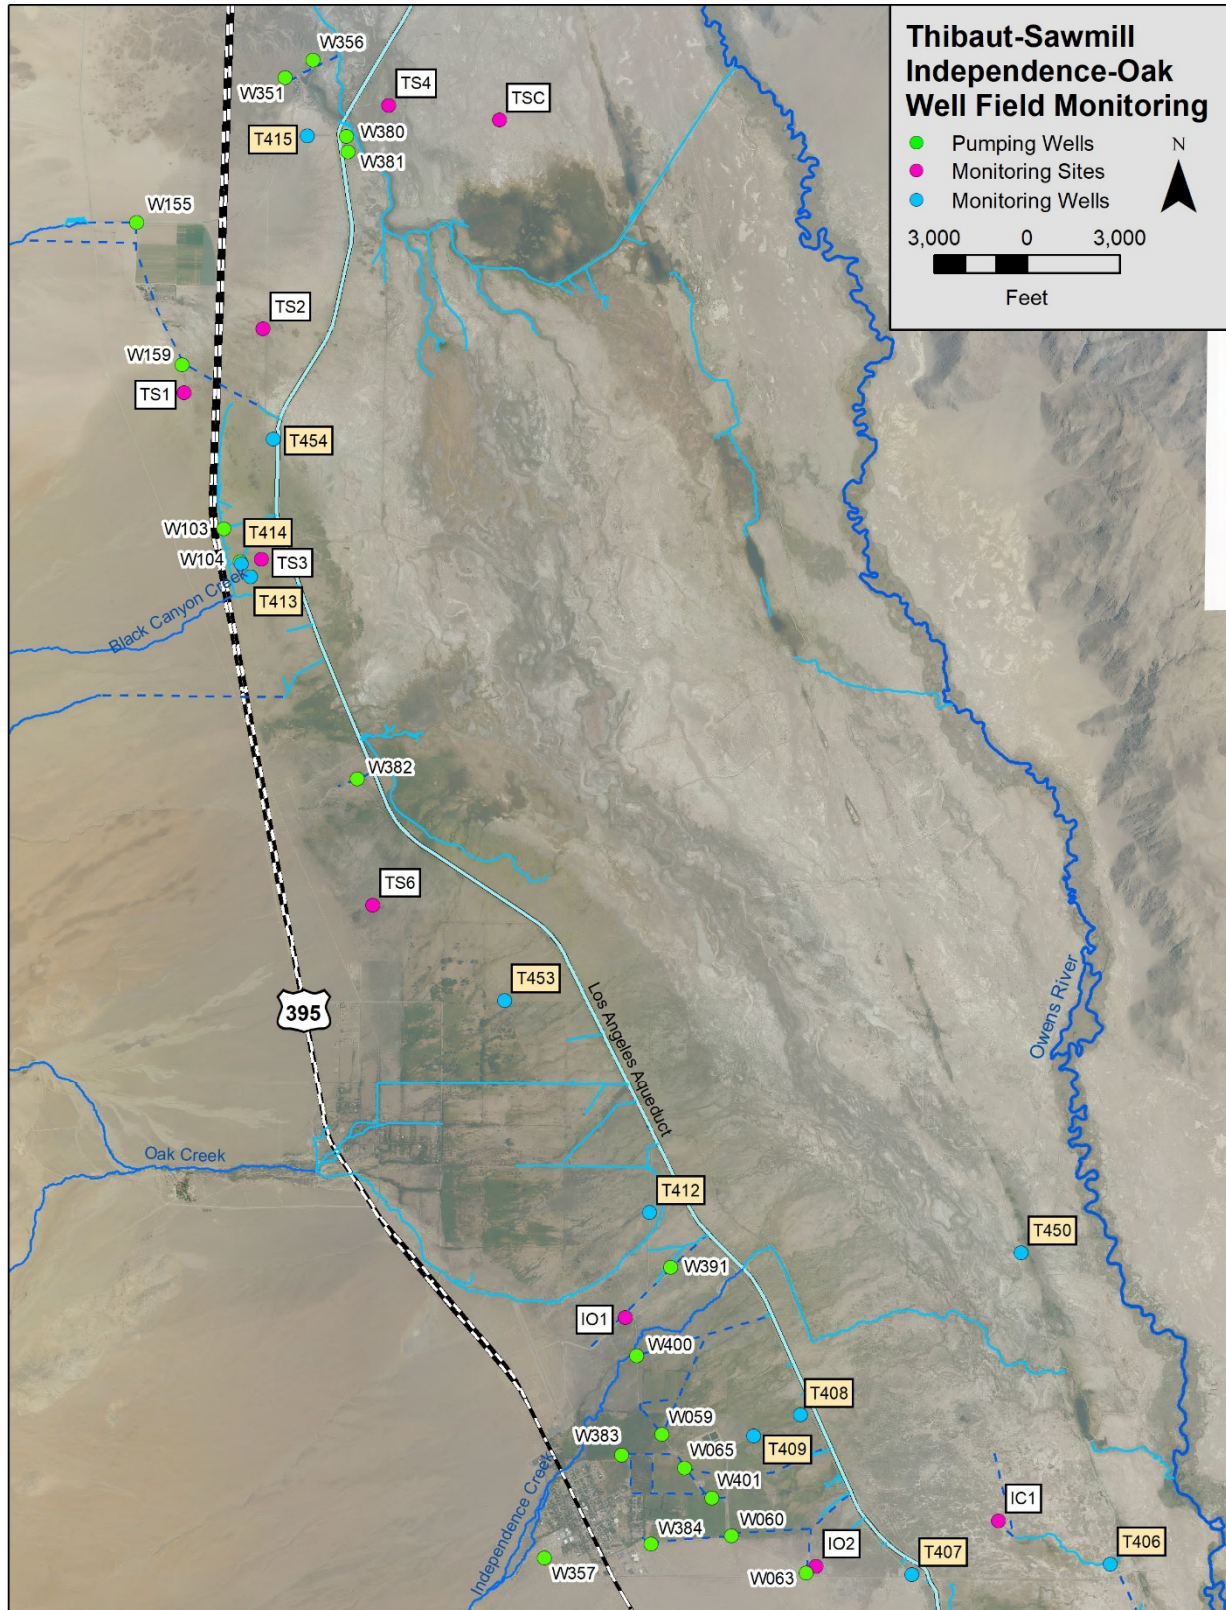 Thibaut-Sawmill
Independence-Oak
Well Field Monitoring
Pumping Wells
Monitoring Sites
Monitoring Wells
N
3,000 0 3,000
Feet
W356
W351
TS4
TSC
T415
W380
W381
W155
TS2
W159
TS1
T454
W103
T414
W104
TS3
T413
Black Canyon Creek
W382
TS6
T453
395
Los Angeles Aqueduct
Owens River
Oak Creek
T412
T450
W391
IO1
W400
T408
W059
W383
T409
W065
W401
IC1
W060
W384
Independence Creek
IO2
W357
W063
T407
T406